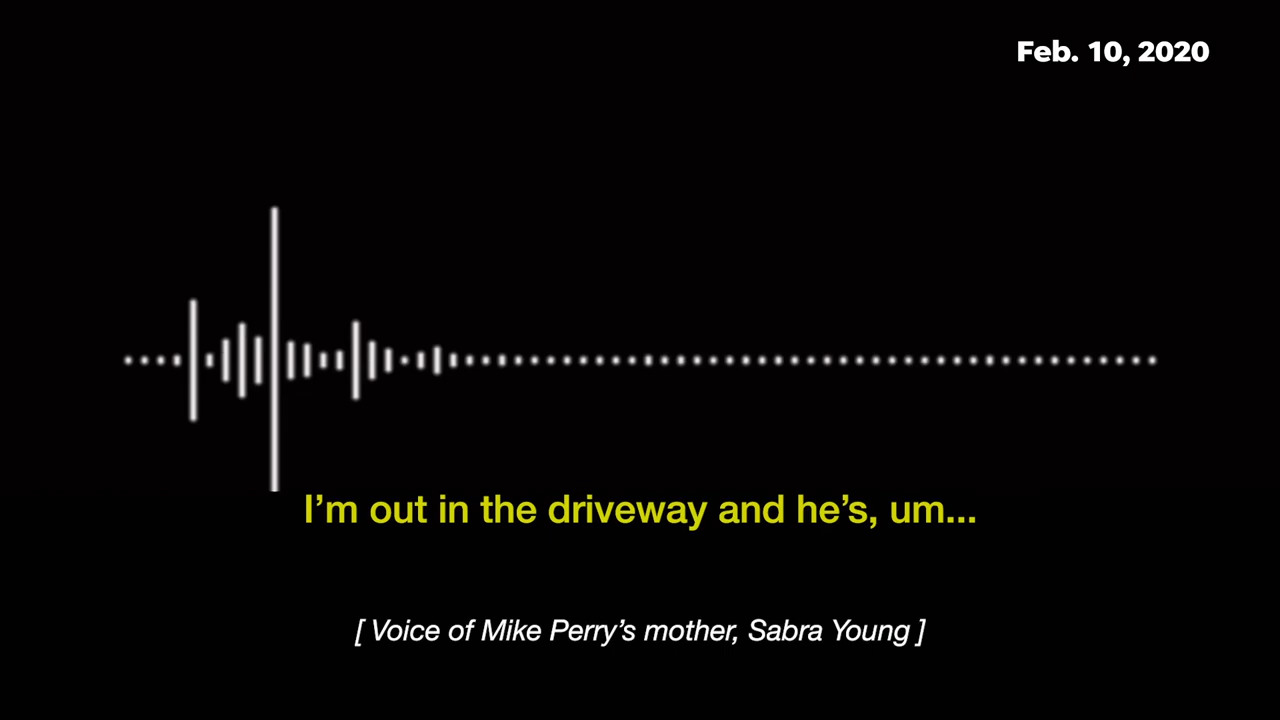 Feb. 10, 2020
I’m out in the driveway and he’s, um...
[ Voice of Mike Perry’s mother, Sabra Young ]